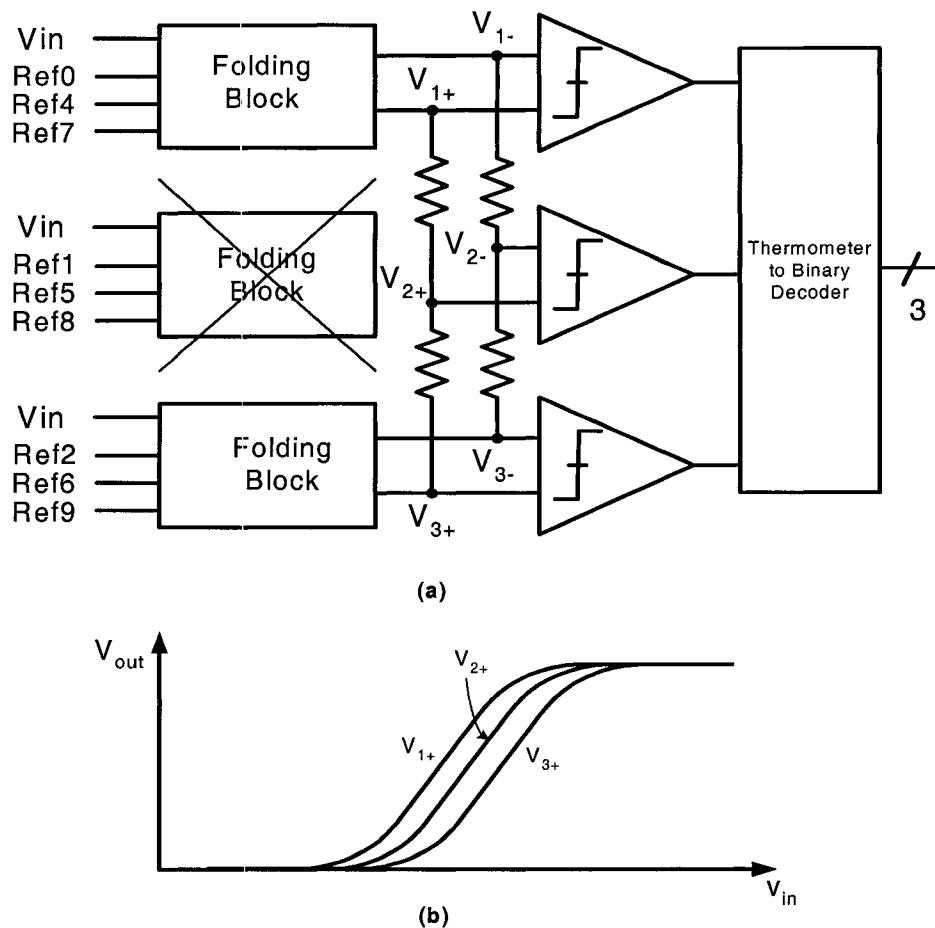 Vin
Ref0
Ref4
Ref7
Folding
Block
V1-
V1+
Vin
Ref1
Ref5
Ref8
Folding
Block
V2-
V2+
Thermometer
to Binary
Decoder
3
Vin
Ref2
Ref6
Ref9
Folding
Block
V3-
V3+
(a)
Vout
V2+
V1+
V3+
Vin
(b)